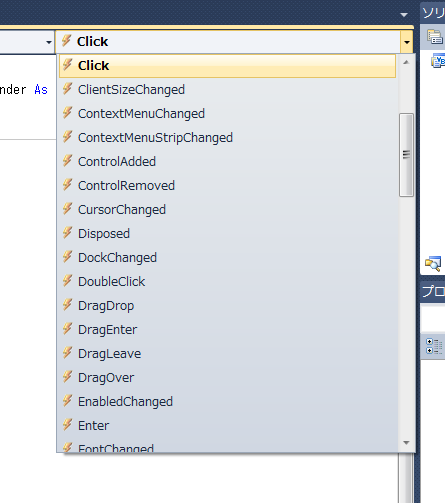 ソリ
Click
Click
nder As
ClientSizeChanged
ContextMenuChanged
ContextMenuStripChanged
ControlAdded
ControlRemoved
CursorChanged
Disposed
DockChanged
DoubleClick
プロ
DragDrop
DragEnter
DragLeave
DragOver
EnabledChanged
Enter
FontChanged